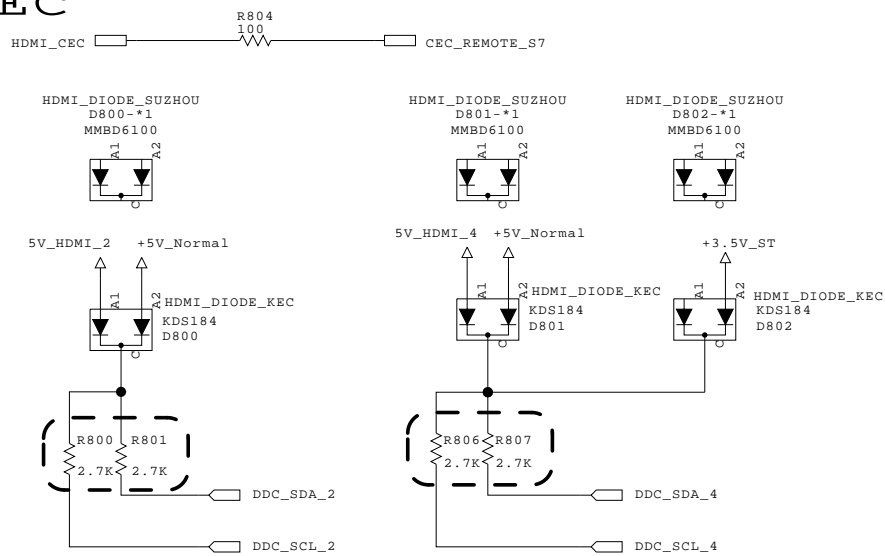 EC
R804
100
HDMI_CEC
CEC_REMOTE_S7
HDMI_DIODE_SUZHOU
D800-*1
MMBD6100
A1
A2
C
HDMI_DIODE_SUZHOU
D801-*1
MMBD6100
A1
A2
C
HDMI_DIODE_SUZHOU
D802-*1
MMBD6100
A1
A2
C
5V_HDMI_2
+5V_Normal
A1
A2
HDMI_DIODE_KEC
KDS184
D800
C
5V_HDMI_4
+5V_Normal
A1
A2
HDMI_DIODE_KEC
KDS184
D801
C
+3.5V_ST
A1
A2
HDMI_DIODE_KEC
KDS184
D802
C
R800
R801
2.7K
2.7K
R806
R807
2.7K
2.7K
DDC_SDA_2
DDC_SCL_2
DDC_SDA_4
DDC_SCL_4